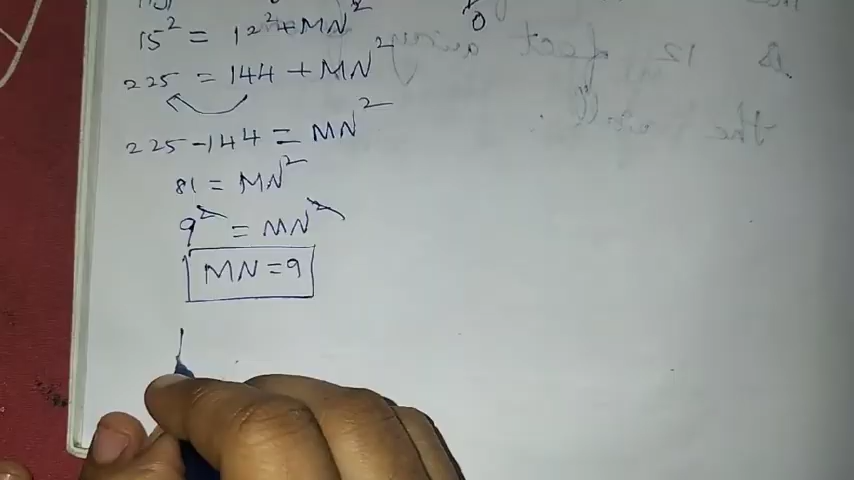 15² = 12² + MN²
225 = 144 + MN²
225 - 144 = MN²
81 = MN²
9² = MN²
MN = 9